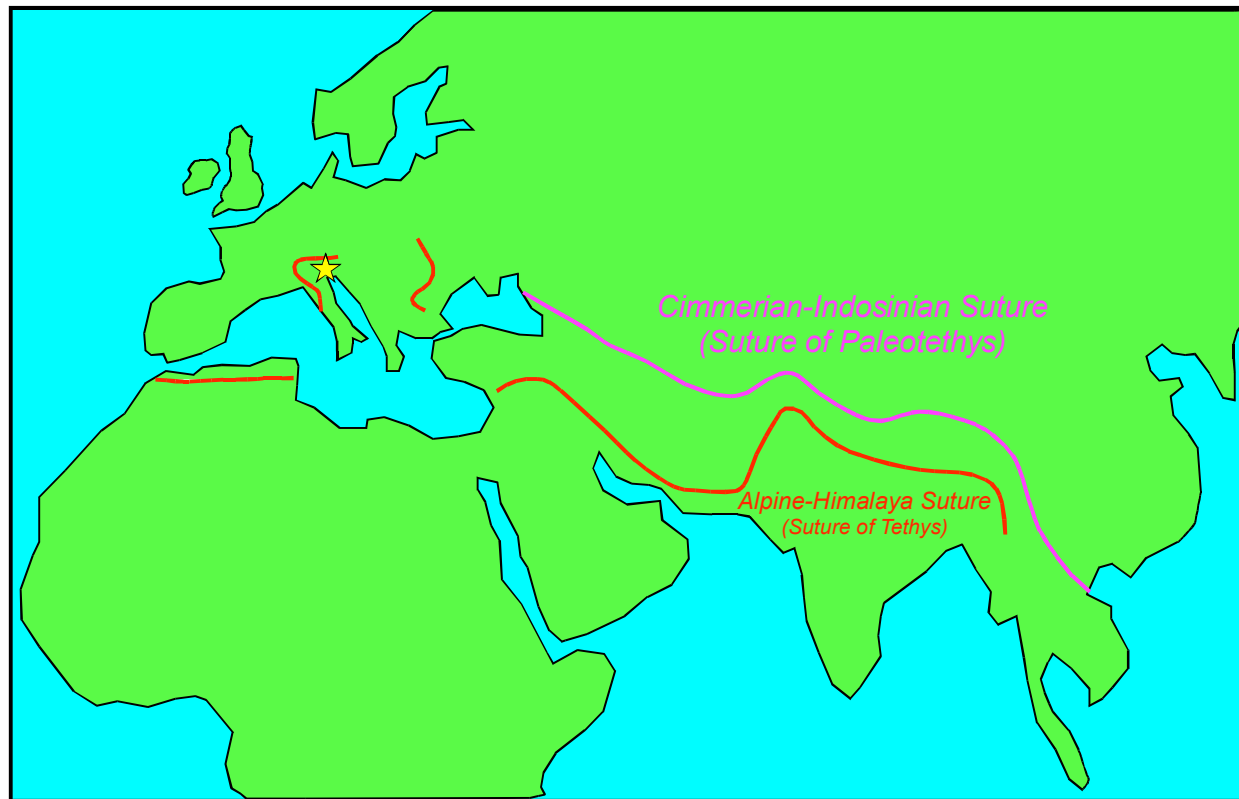 Cimmerian-Indosinian Suture
(Suture of Paleotethys)
Alpine-Himalaya Suture
(Suture of Tethys)